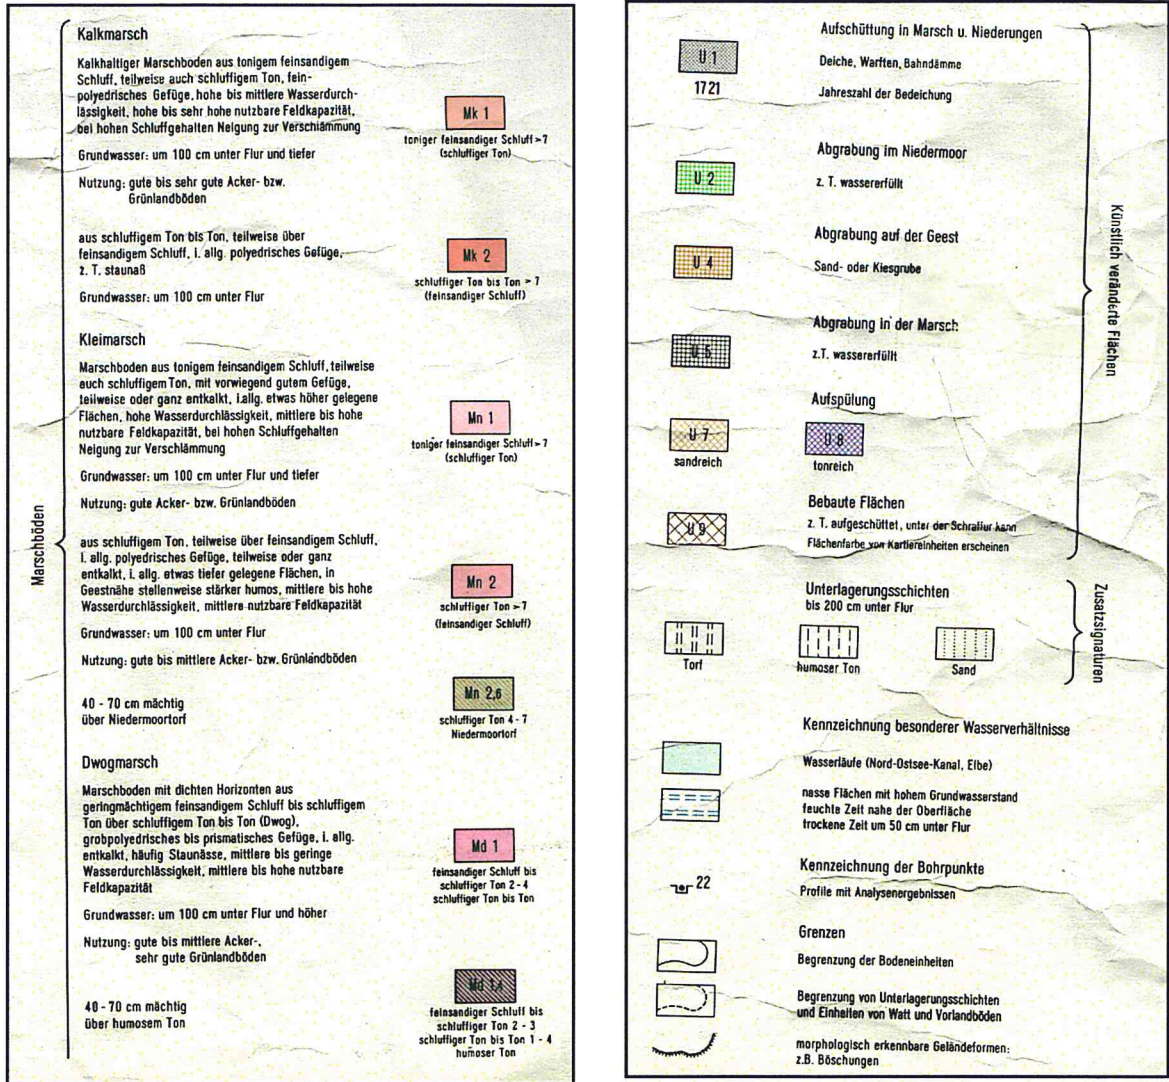 Marschböden
Kalkmarsch
Kalkhaltiger Marschboden aus tonigem feinsandigem
Schluff, teilweise auch schluffigem Ton, fein-
polyedrisches Gefüge, hohe bis mittlere Wasserdurch-
lässigkeit, hohe bis sehr hohe nutzbare Feldkapazität,
bei hohen Schluffgehalten Neigung zur Verschlämmung
Mk 1
toniger feinsandiger Schluff > 7
(schluffiger Ton)
Grundwasser: um 100 cm unter Flur und tiefer
Nutzung: gute bis sehr gute Acker- bzw.
Grünlandböden
aus schluffigem Ton bis Ton, teilweise über
feinsandigem Schluff, i. allg. polyedrisches Gefüge,
z. T. staunaß
Mk 2
schluffiger Ton bis Ton > 7
(feinsandiger Schluff)
Grundwasser: um 100 cm unter Flur
Kleimarsch
Marschboden aus tonigem feinsandigem Schluff, teilweise
auch schluffigem Ton, mit vorwiegend gutem Gefüge,
teilweise oder ganz entkalkt, i.allg. etwas höher gelegene
Flächen, hohe Wasserdurchlässigkeit, mittlere bis hohe
nutzbare Feldkapazität, bei hohen Schluffgehalten
Neigung zur Verschlämmung
Mn 1
toniger feinsandiger Schluff > 7
(schluffiger Ton)
Grundwasser: um 100 cm unter Flur und tiefer
Nutzung: gute Acker- bzw. Grünlandböden
aus schluffigem Ton, teilweise über feinsandigem Schluff,
i. allg. polyedrisches Gefüge, teilweise oder ganz
entkalkt, i. allg. etwas tiefer gelegene Flächen, in
Geestnähe stellenweise stärker humos, mittlere bis hohe
Wasserdurchlässigkeit, mittlere nutzbare Feldkapazität
Mn 2
schluffiger Ton > 7
(feinsandiger Schluff)
Grundwasser: um 100 cm unter Flur
Nutzung: gute bis mittlere Acker- bzw. Grünlandböden
40 - 70 cm mächtig
über Niedermoortorf
Mn 2,6
schluffiger Ton 4 - 7
Niedermoortorf
Dwogmarsch
Marschboden mit dichten Horizonten aus
geringmächtigem feinsandigem Schluff bis schluffigem
Ton über schluffigem Ton bis Ton (Dwog),
grobpolyedrisches bis prismatisches Gefüge, i. allg.
entkalkt, häufig Staunässe, mittlere bis geringe
Wasserdurchlässigkeit, mittlere bis hohe nutzbare
Feldkapazität
Md 1
feinsandiger Schluff bis
schluffiger Ton 2 - 4
schluffiger Ton bis Ton
Grundwasser: um 100 cm unter Flur und höher
Nutzung: gute bis mittlere Acker-,
sehr gute Grünlandböden
40 - 70 cm mächtig
über humosem Ton
Md 1,4
feinsandiger Schluff bis
schluffiger Ton 2 - 3
schluffiger Ton bis Ton 1 - 4
humoser Ton
Künstlich veränderte Flächen
Aufschüttung in Marsch u. Niederungen
U 1
Deiche, Warften, Bahndämme
1721
Jahreszahl der Bedeichung
Abgrabung im Niedermoor
U 2
z. T. wassererfüllt
Abgrabung auf der Geest
U 4
Sand- oder Kiesgrube
Abgrabung in der Marsch
U 5
z.T. wassererfüllt
Aufspülung
U 7
sandreich
U 8
tonreich
Bebaute Flächen
U 9
z. T. aufgeschüttet, unter der Schraffur kann
Flächenfarbe von Kartiereinheiten erscheinen
Zusatzsignaturen
Unterlagerungsschichten
bis 200 cm unter Flur
Torf
humoser Ton
Sand
Kennzeichnung besonderer Wasserverhältnisse
Wasserläufe (Nord-Ostsee-Kanal, Elbe)
nasse Flächen mit hohem Grundwasserstand
feuchte Zeit nahe der Oberfläche
trockene Zeit um 50 cm unter Flur
Kennzeichnung der Bohrpunkte
22
Profile mit Analysenergebnissen
Grenzen
Begrenzung der Bodeneinheiten
Begrenzung von Unterlagerungsschichten
und Einheiten von Watt und Vorlandböden
morphologisch erkennbare Geländeformen:
z.B. Böschungen